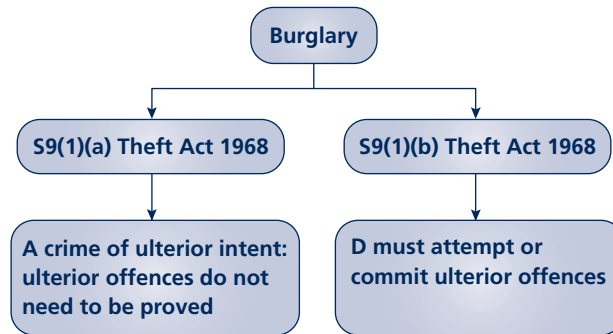 Burglary
S9(1)(a) Theft Act 1968
S9(1)(b) Theft Act 1968
A crime of ulterior intent:
ulterior offences do not
need to be proved
D must attempt or
commit ulterior offences